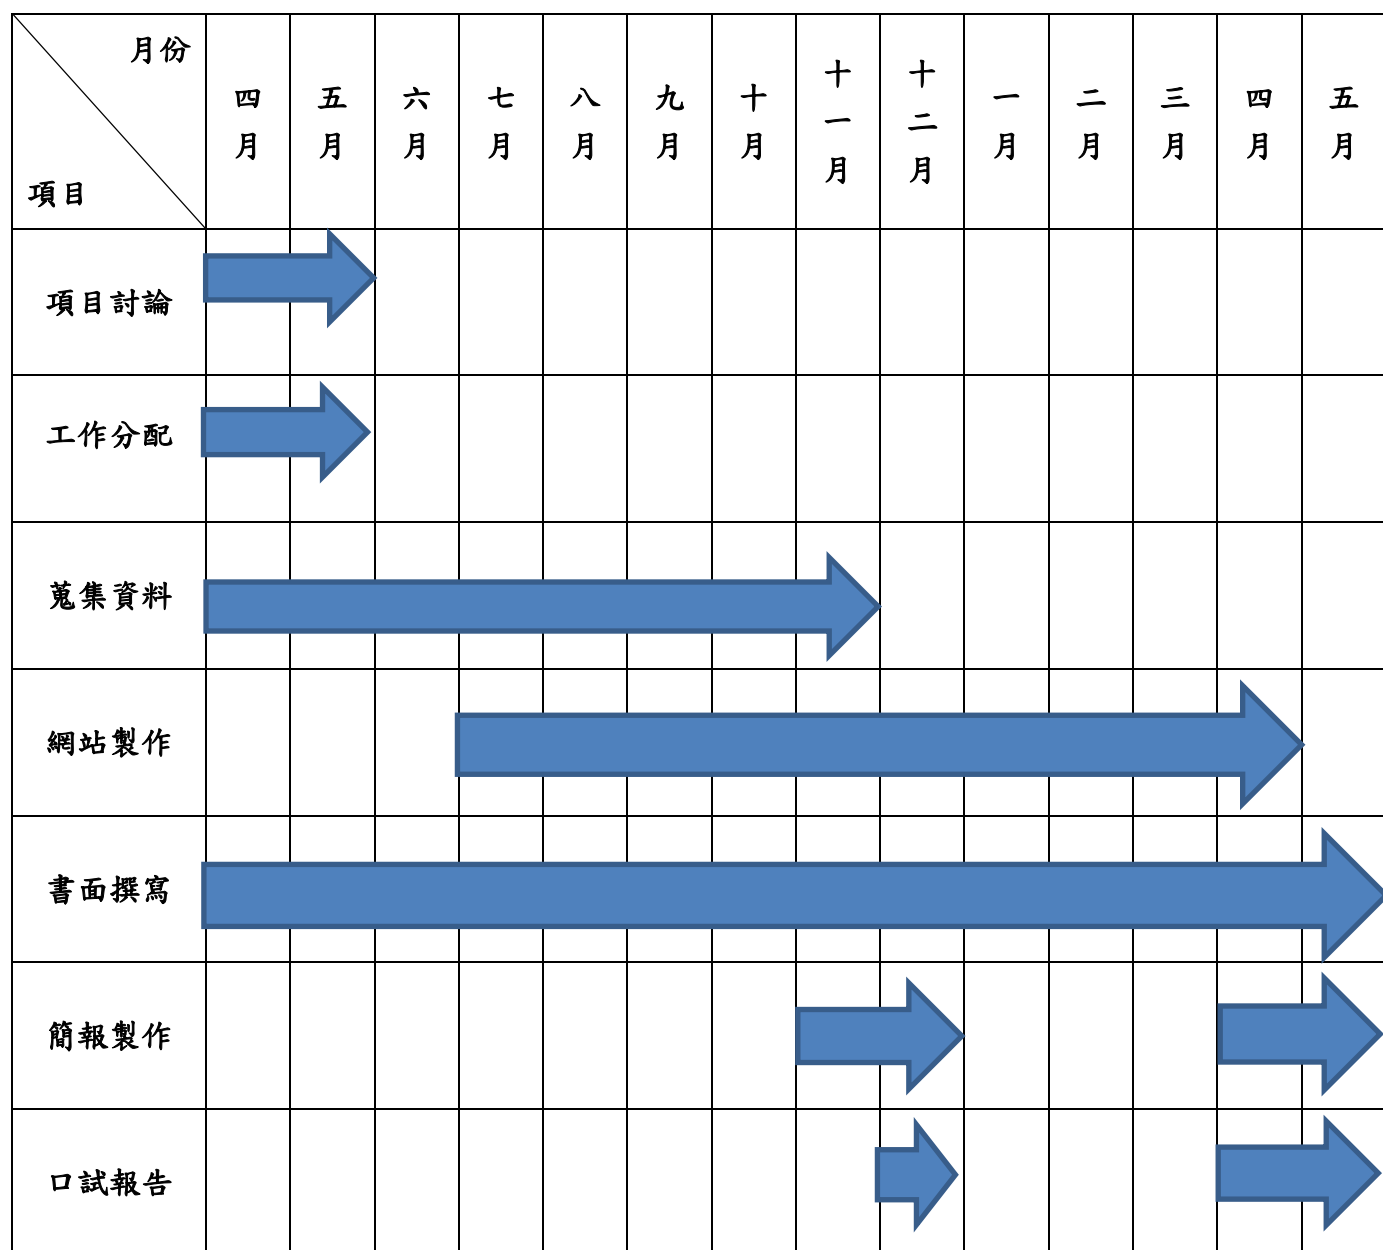 月份
項目
四月
五月
六月
七月
八月
九月
十月
十一月
十二月
一月
二月
三月
四月
五月
項目討論
工作分配
蒐集資料
網站製作
書面撰寫
簡報製作
口試報告